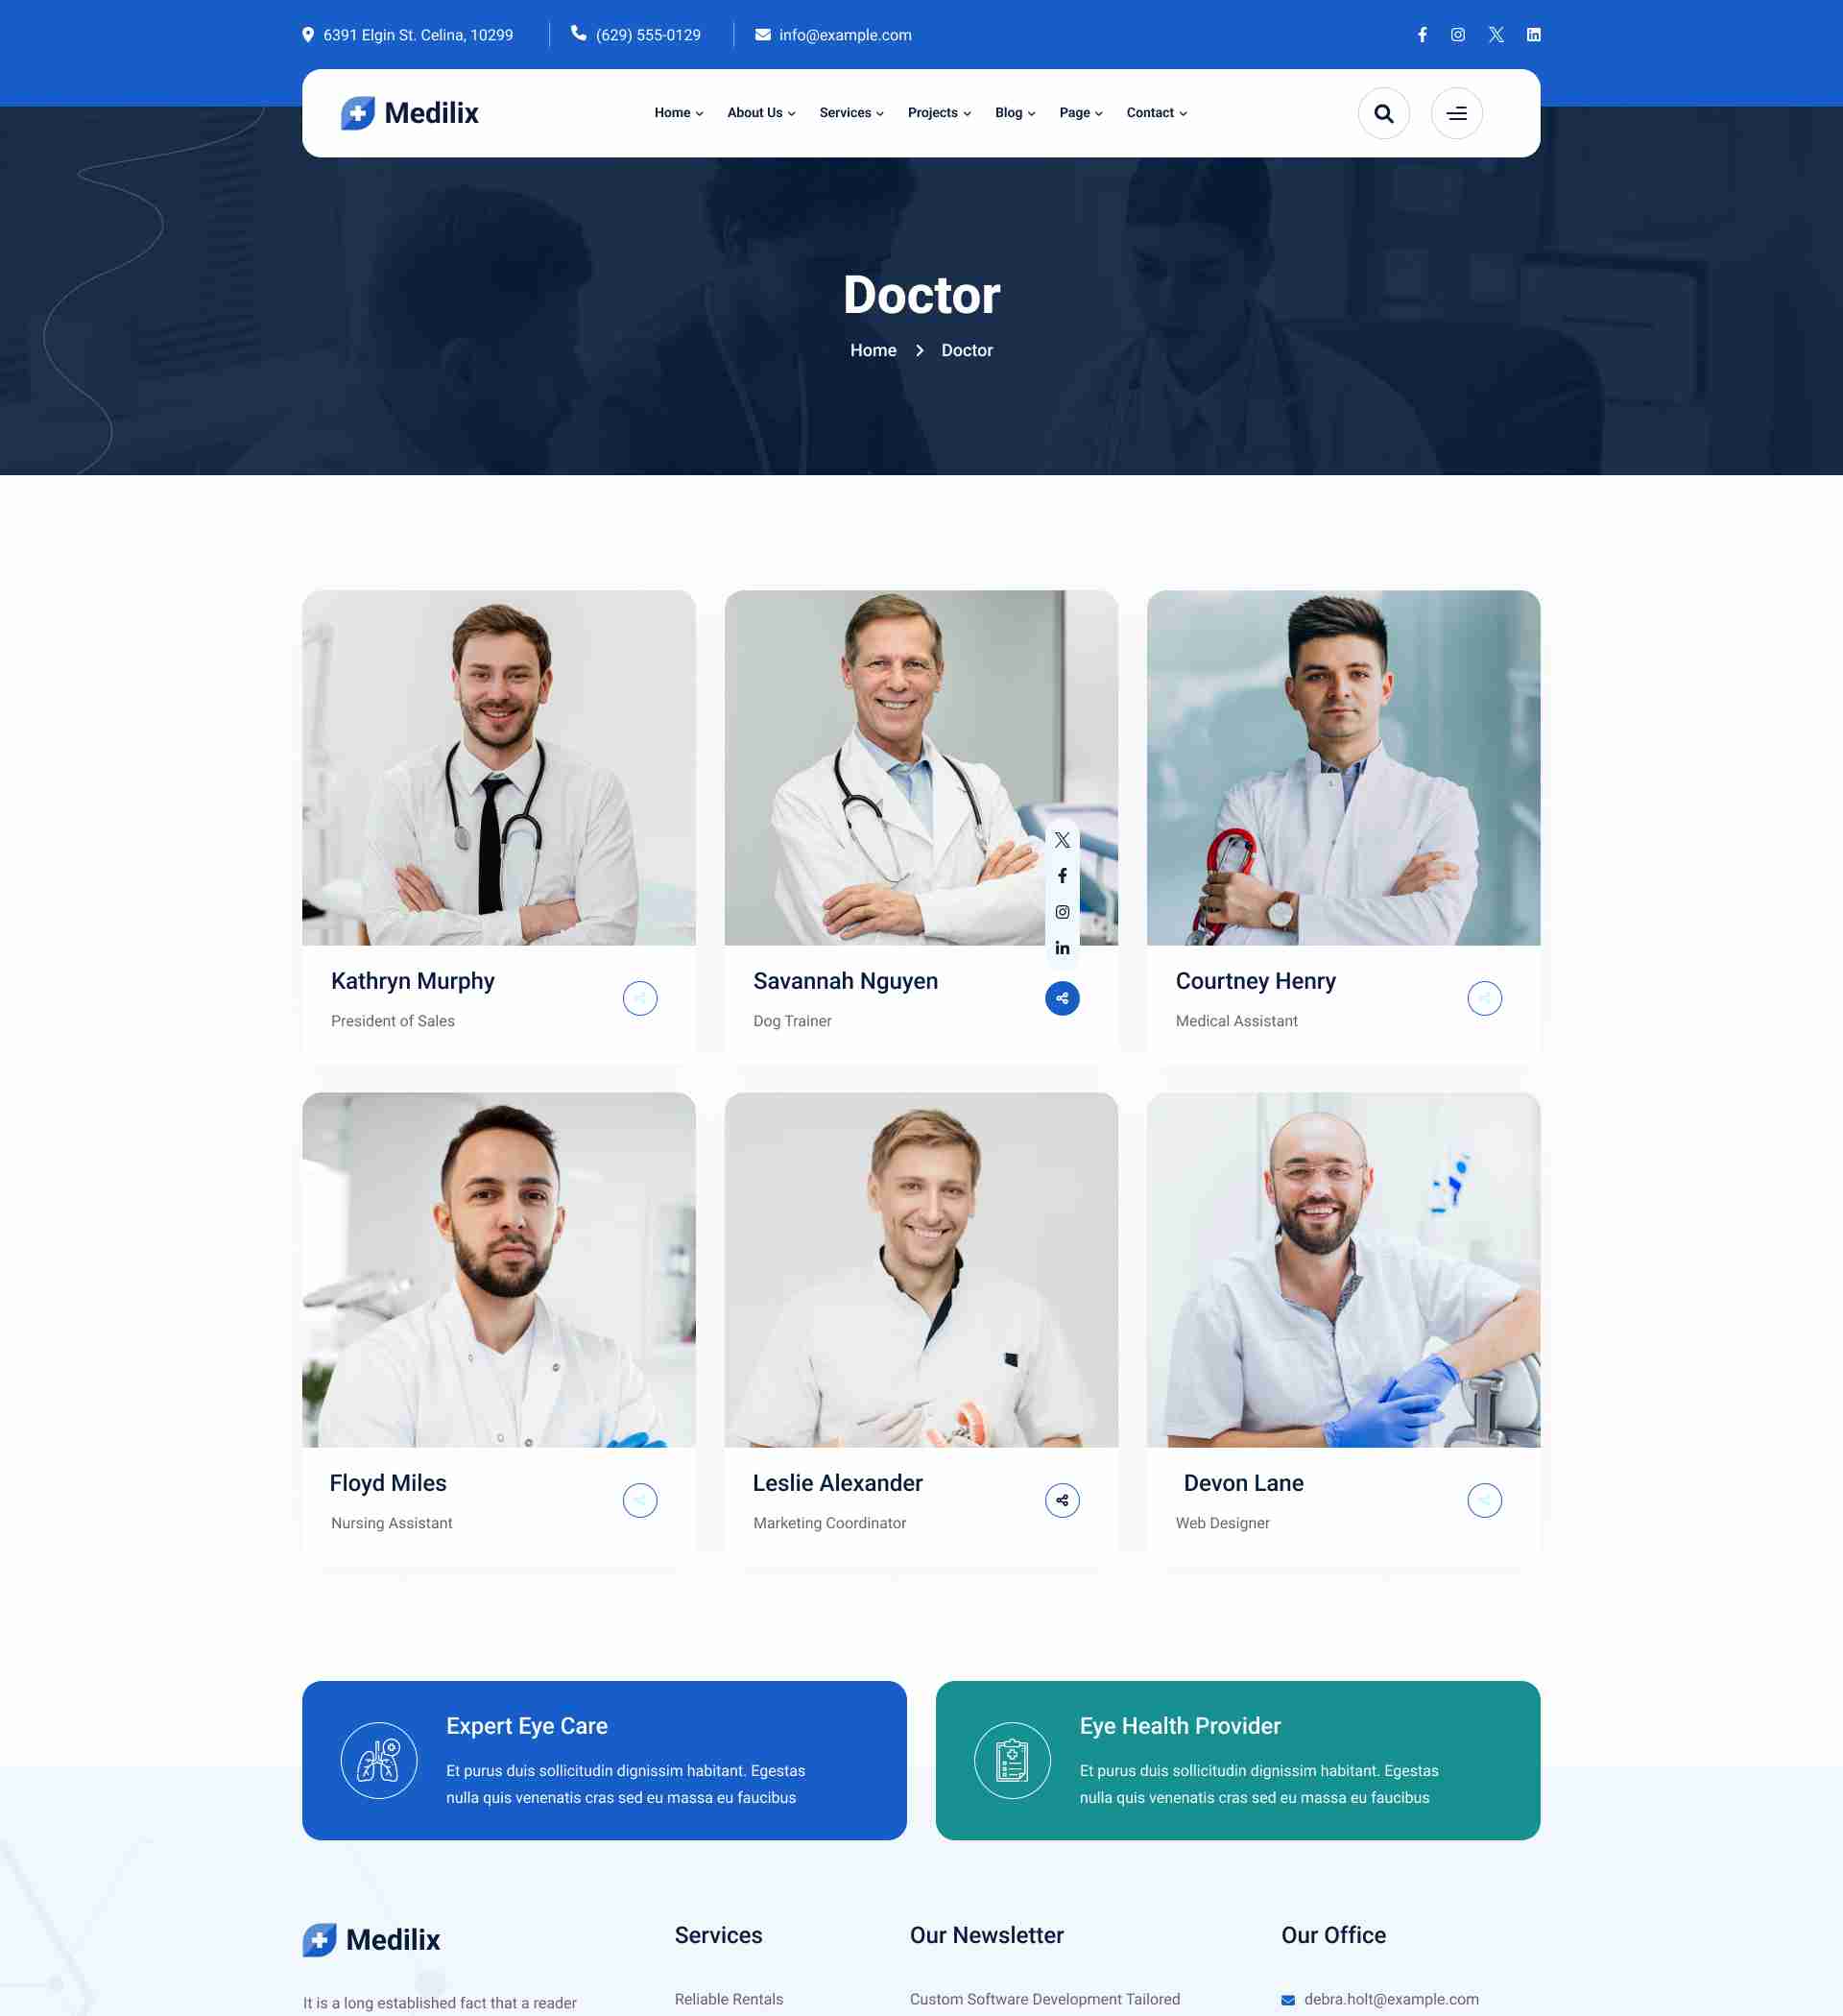 6391 Elgin St. Celina, 10299
(629) 555-0129
info@example.com
Medilix
Home
About Us
Services
Projects
Blog
Page
Contact
Doctor
Home
Doctor
Kathryn Murphy
President of Sales
Savannah Nguyen
Dog Trainer
Courtney Henry
Medical Assistant
Floyd Miles
Nursing Assistant
Leslie Alexander
Marketing Coordinator
Devon Lane
Web Designer
Expert Eye Care
Et purus duis sollicitudin dignissim habitant. Egestas
nulla quis venenatis cras sed eu massa eu faucibus
Eye Health Provider
Et purus duis sollicitudin dignissim habitant. Egestas
nulla quis venenatis cras sed eu massa eu faucibus
Medilix
It is a long established fact that a reader
Services
Reliable Rentals
Our Newsletter
Custom Software Development Tailored
Our Office
debra.holt@example.com